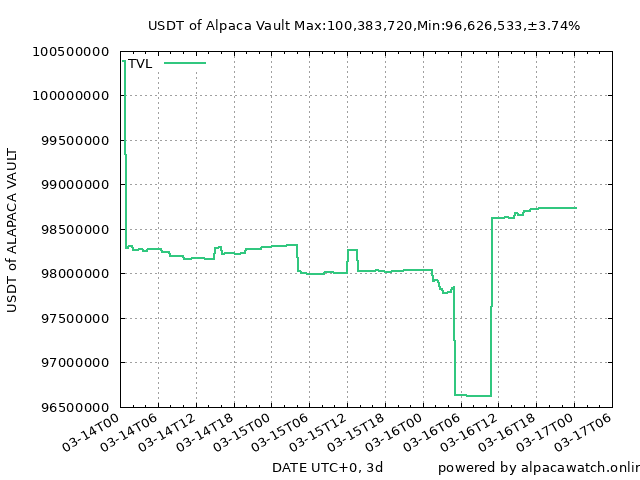 USDT of Alpaca Vault Max:100,383,720,Min:96,626,533,±3.74%
100500000
TVL
100000000
99500000
99000000
98500000
98000000
97500000
97000000
96500000
USDT of ALAPACA VAULT
03-14T00
03-14T06
03-14T12
03-14T18
03-15T00
03-15T06
03-15T12
03-15T18
03-16T00
03-16T06
03-16T12
03-16T18
03-17T00
03-17T06
DATE UTC+0, 3d
powered by alpacawatch.onlin